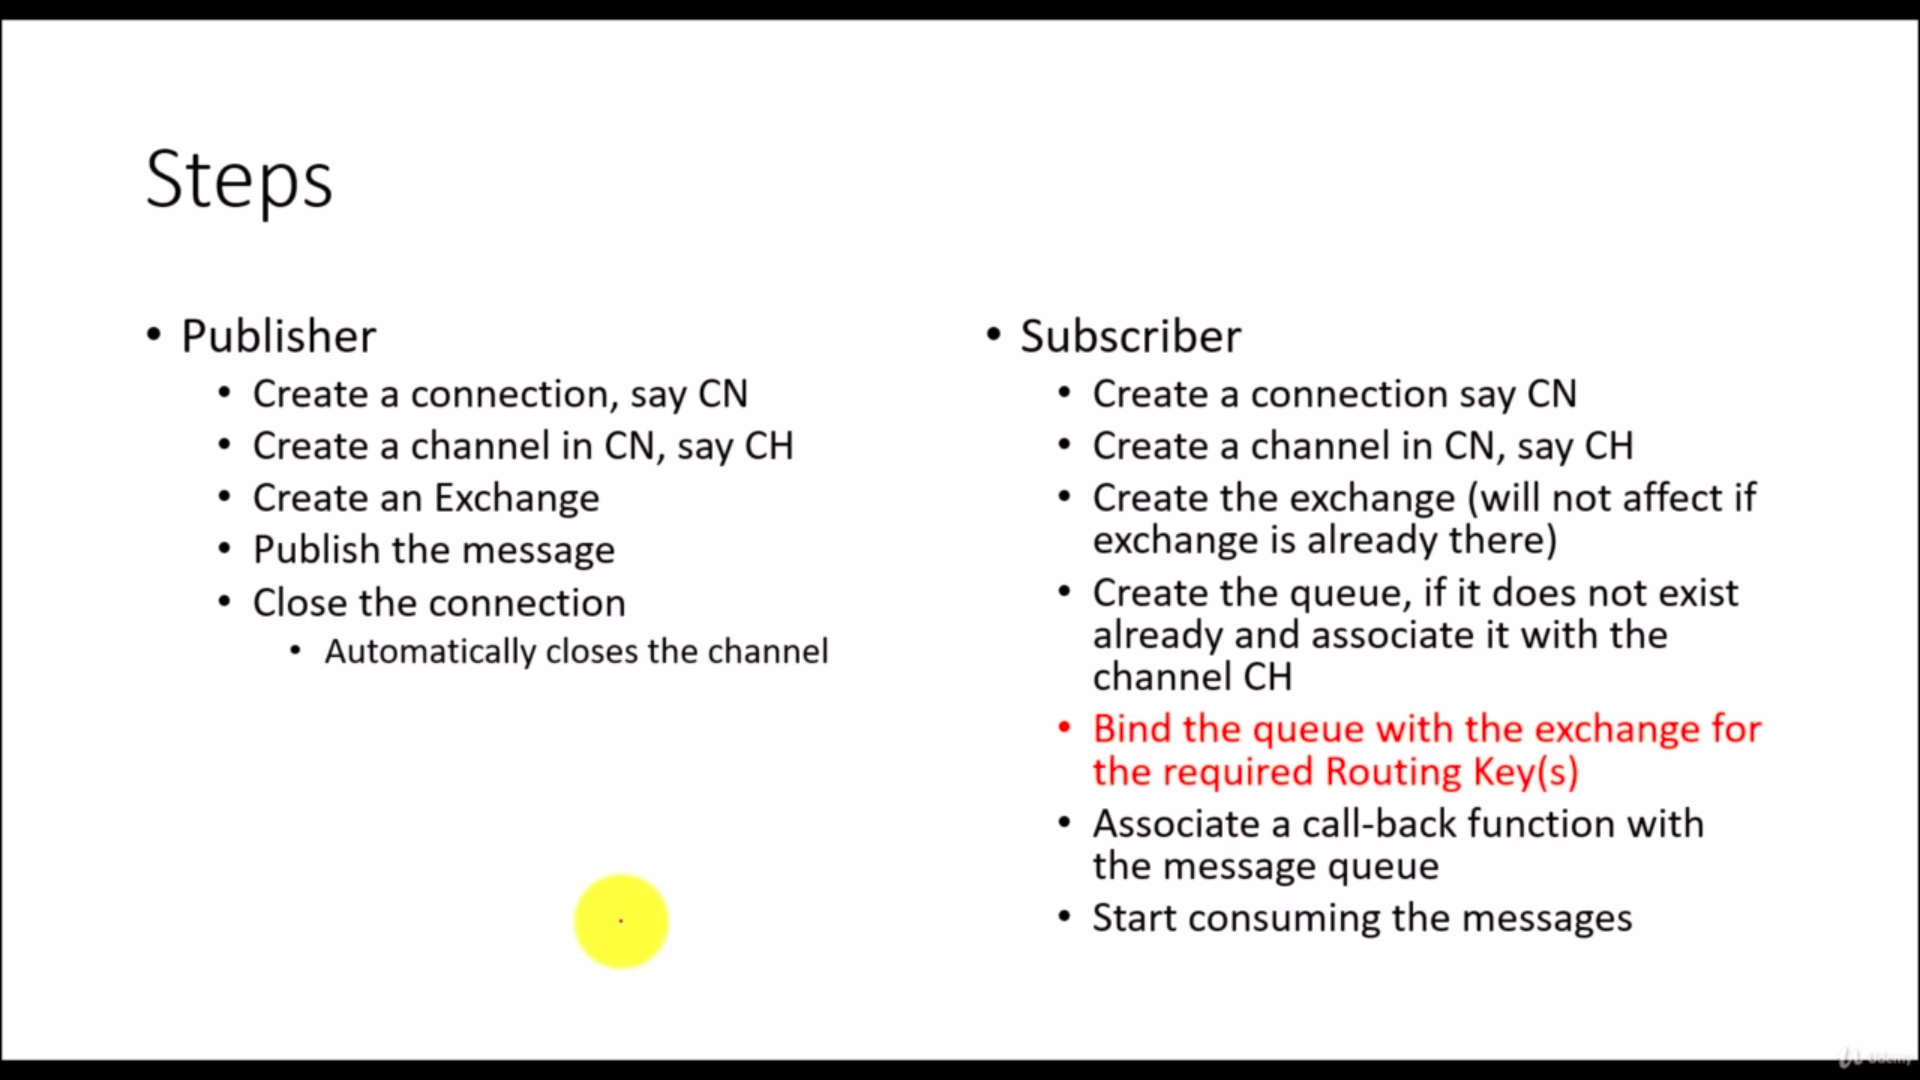 Steps
• Publisher
• Create a connection, say CN
• Create a channel in CN, say CH
• Create an Exchange
• Publish the message
• Close the connection
• Automatically closes the channel
• Subscriber
• Create a connection say CN
• Create a channel in CN, say CH
• Create the exchange (will not affect if
exchange is already there)
• Create the queue, if it does not exist
already and associate it with the
channel CH
• Bind the queue with the exchange for
the required Routing Key(s)
• Associate a call-back function with
the message queue
• Start consuming the messages
Udemy